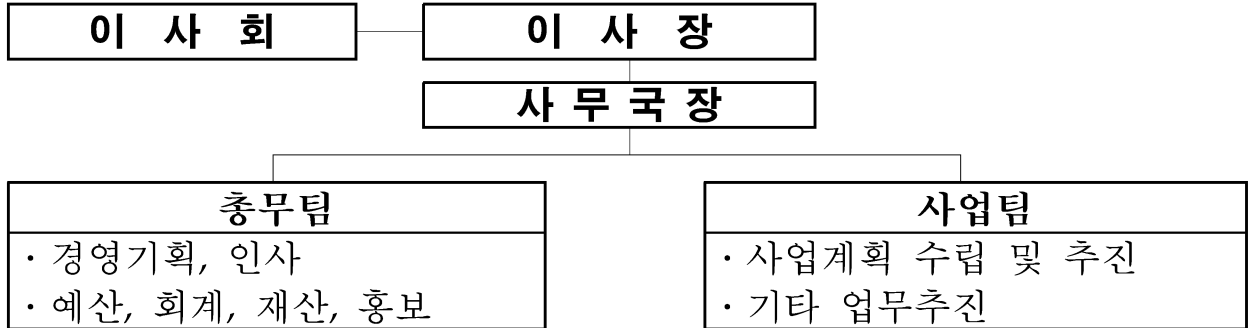 이 사 회
이 사 장
사 무 국 장
총무팀
· 경영기획, 인사
· 예산, 회계, 재산, 홍보
사업팀
· 사업계획 수립 및 추진
· 기타 업무추진